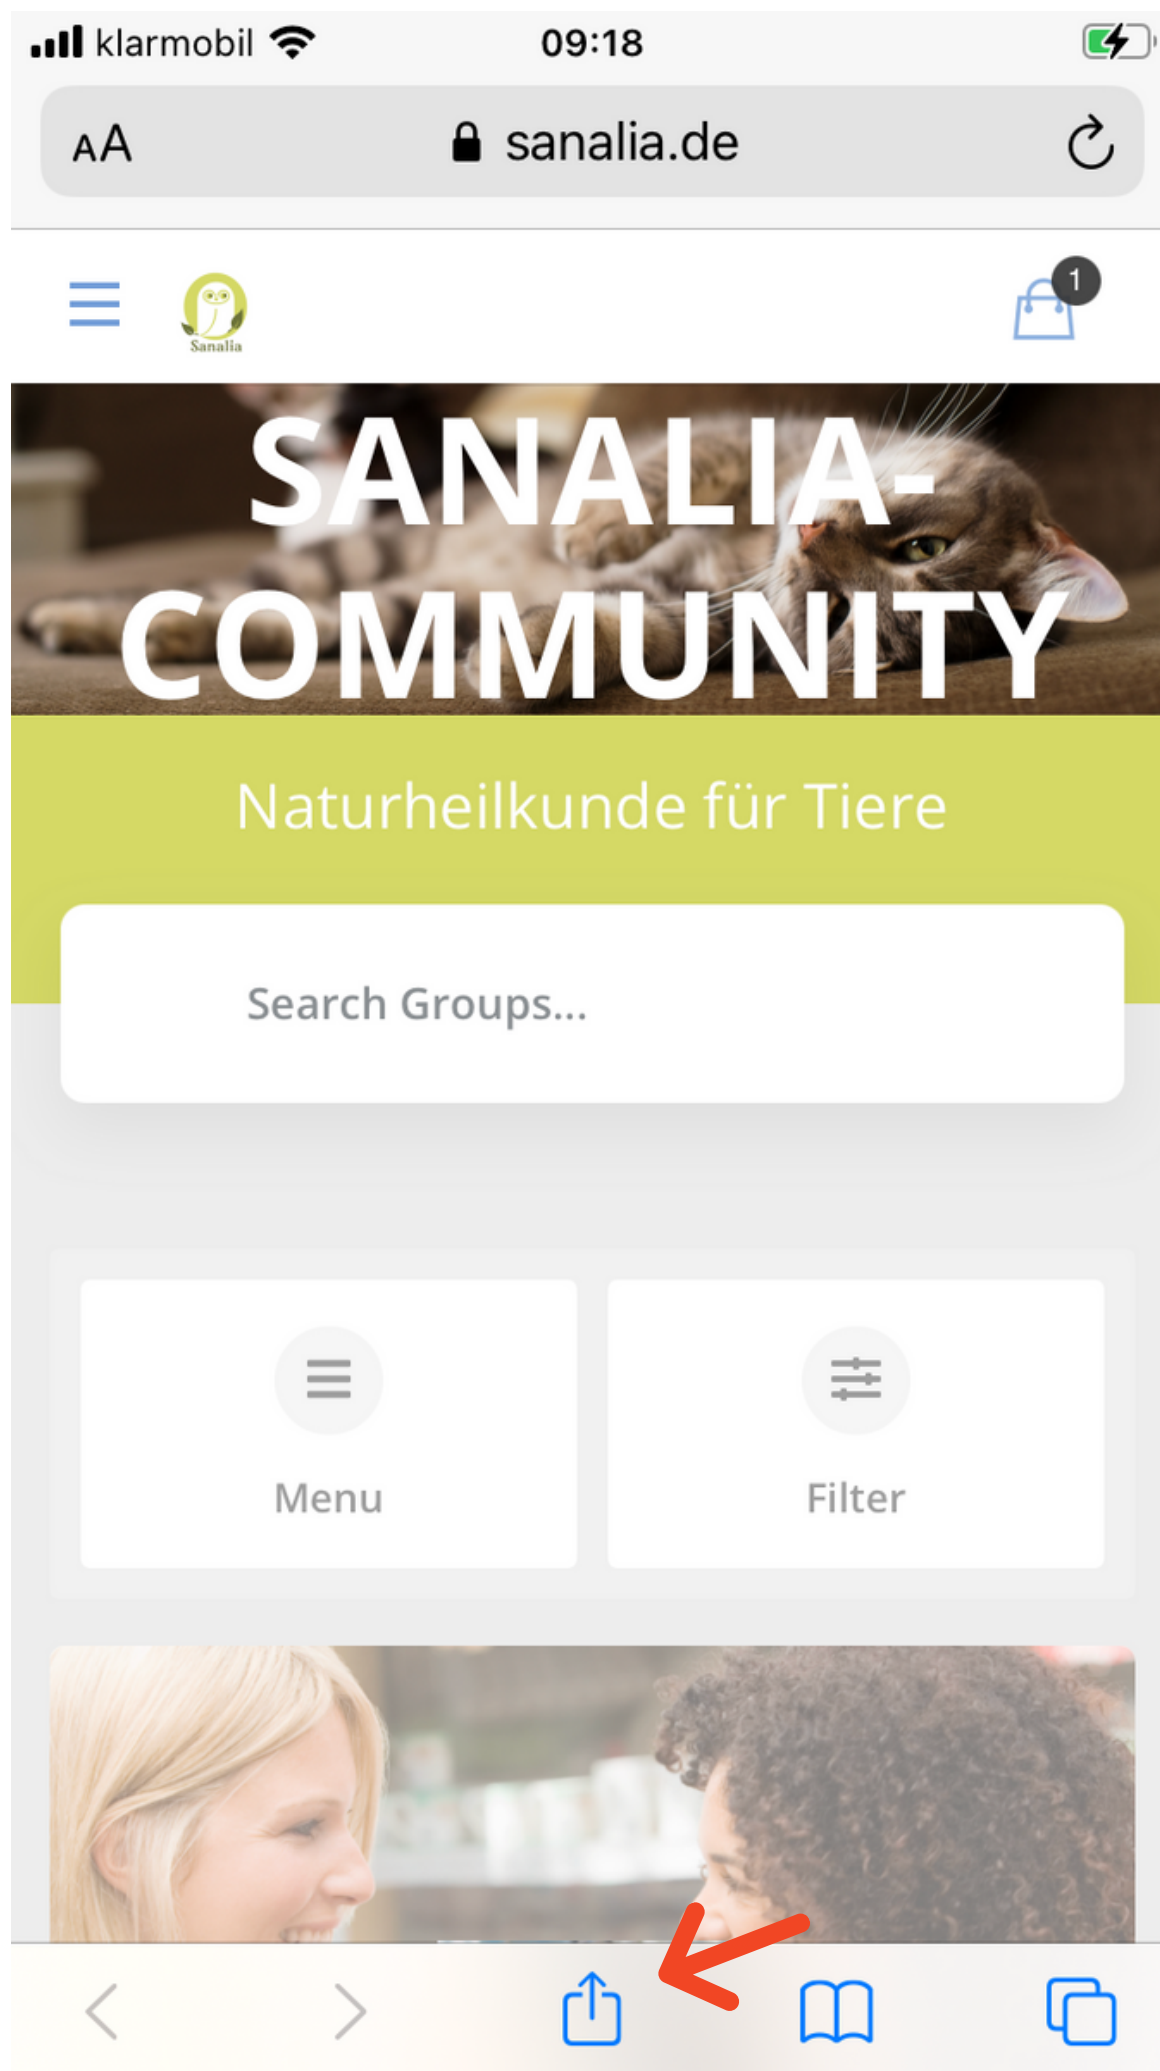 klarmobil 09:18
AA sanalia.de
Sanalia 1
SANALIA-
COMMUNITY
Naturheilkunde für Tiere
Search Groups...
Menu Filter